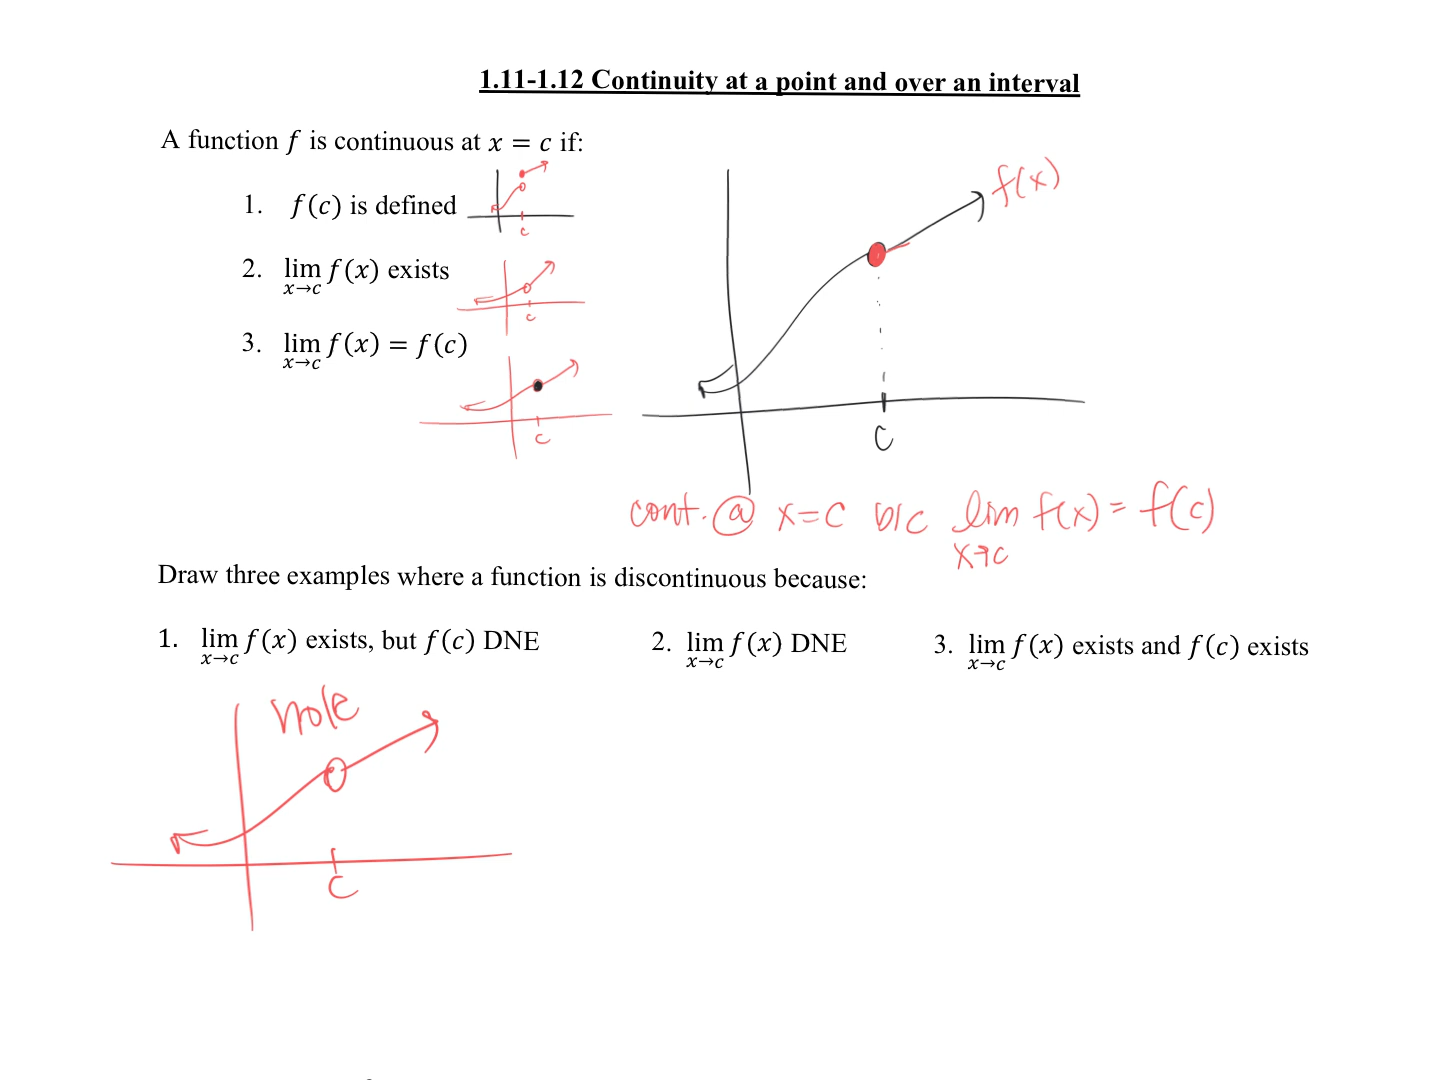 1.11-1.12 Continuity at a point and over an interval
A function f is continuous at x = c if:
1. f(c) is defined
c
2. lim f(x) exists
x→c
c
3. lim f(x) = f(c)
x→c
c
f(x)
c
cont. @ x=c b/c lim f(x) = f(c)
x→c
Draw three examples where a function is discontinuous because:
1. lim f(x) exists, but f(c) DNE
x→c
hole
c
2. lim f(x) DNE
x→c
3. lim f(x) exists and f(c) exists
x→c